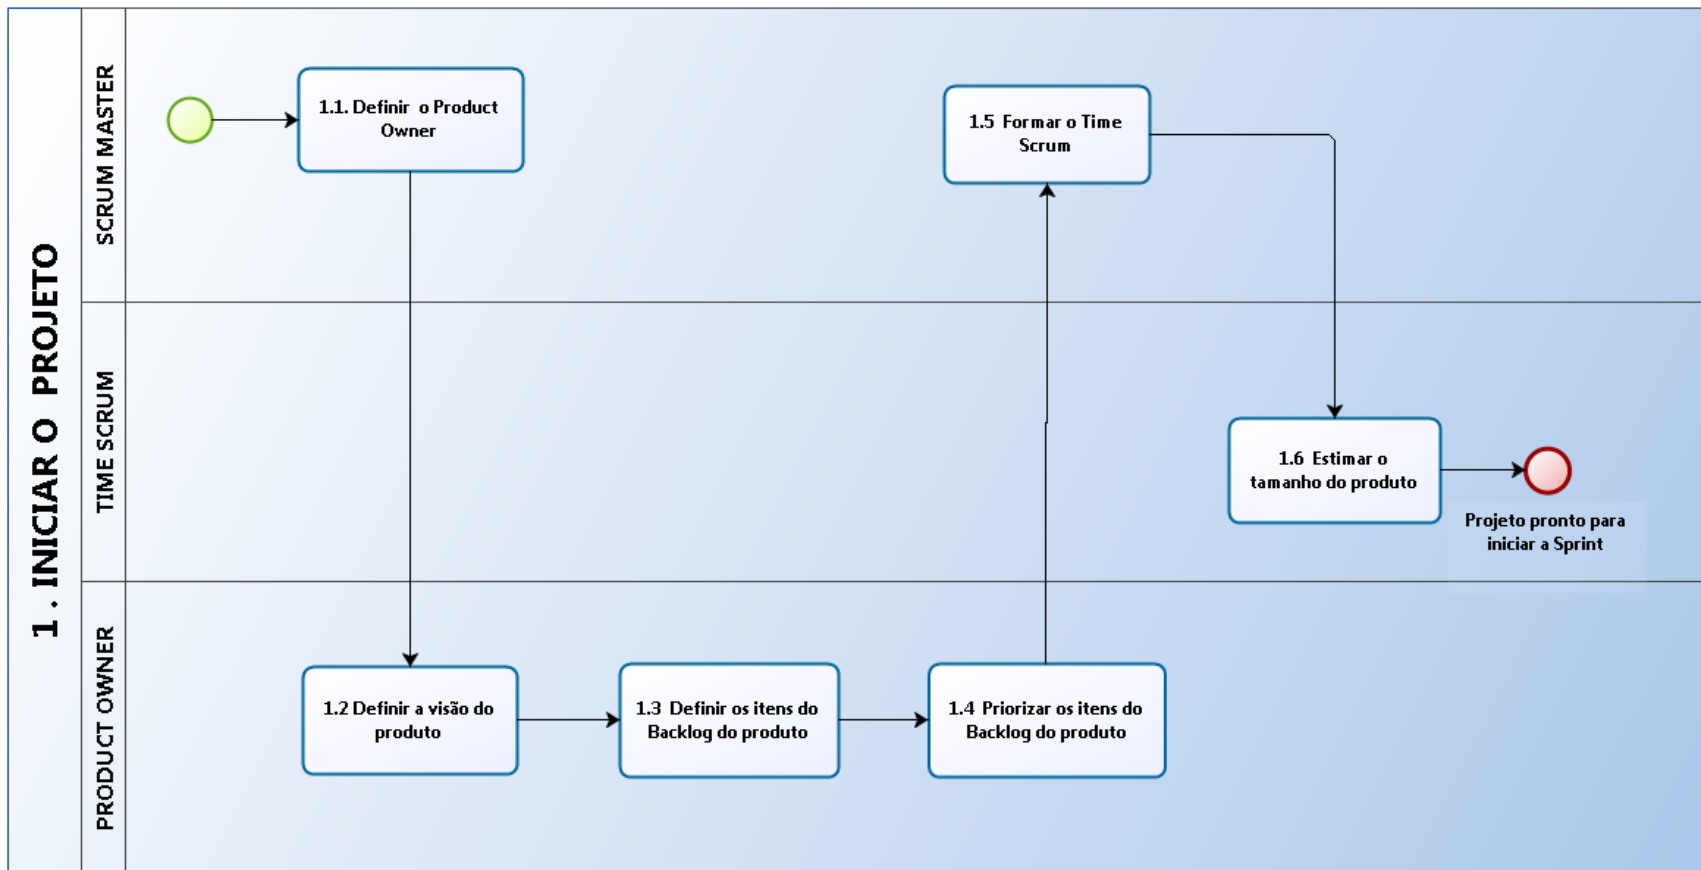 1 . INICIAR O  PROJETO
SCRUM MASTER
1.1. Definir  o Product
Owner
1.5  Formar o Time
Scrum
TIME SCRUM
1.6  Estimar o
tamanho do produto
Projeto pronto para
iniciar a Sprint
PRODUCT OWNER
1.2 Definir a visão do
produto
1.3  Definir os itens do
Backlog do produto
1.4  Priorizar os itens do
Backlog do produto